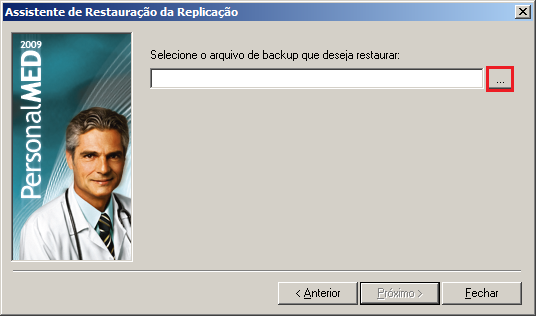 Assistente de Restauração da Replicação
PersonalMED 2009
Selecione o arquivo de backup que deseja restaurar:
...
< Anterior
Próximo >
Fechar